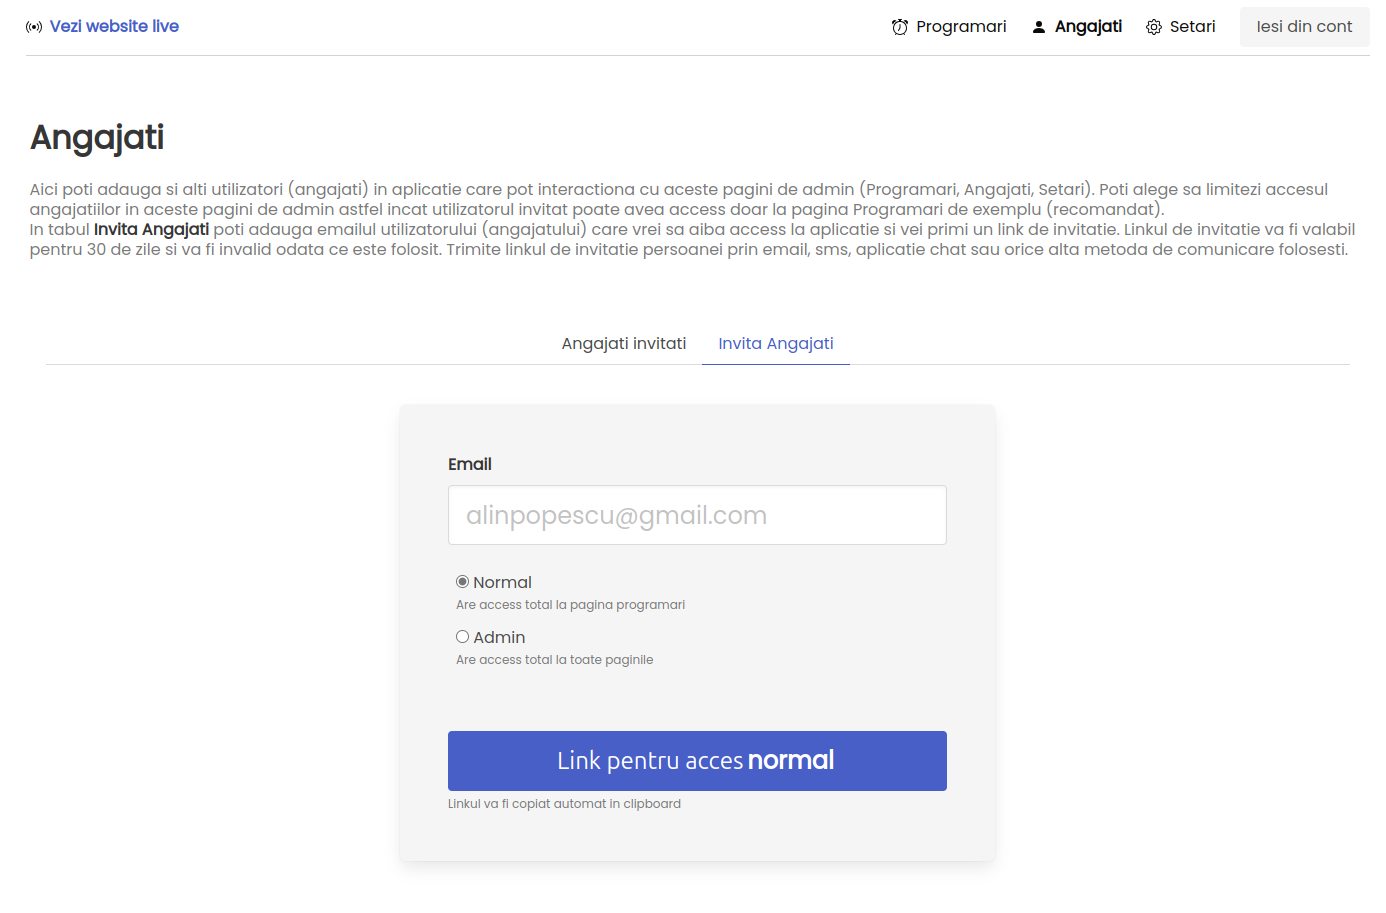 Vezi website live
Programari
Angajati
Setari
Iesi din cont
Angajati
Aici poti adauga si alti utilizatori (angajati) in aplicatie care pot interactiona cu aceste pagini de admin (Programari, Angajati, Setari). Poti alege sa limitezi accesul
angajatiilor in aceste pagini de admin astfel incat utilizatorul invitat poate avea access doar la pagina Programari de exemplu (recomandat).
In tabul Invita Angajati poti adauga emailul utilizatorului (angajatului) care vrei sa aiba access la aplicatie si vei primi un link de invitatie. Linkul de invitatie va fi valabil
pentru 30 de zile si va fi invalid odata ce este folosit. Trimite linkul de invitatie persoanei prin email, sms, aplicatie chat sau orice alta metoda de comunicare folosesti.
Angajati invitati
Invita Angajati
Email
alinpopescu@gmail.com
Normal
Are access total la pagina programari
Admin
Are access total la toate paginile
Link pentru acces normal
Linkul va fi copiat automat in clipboard